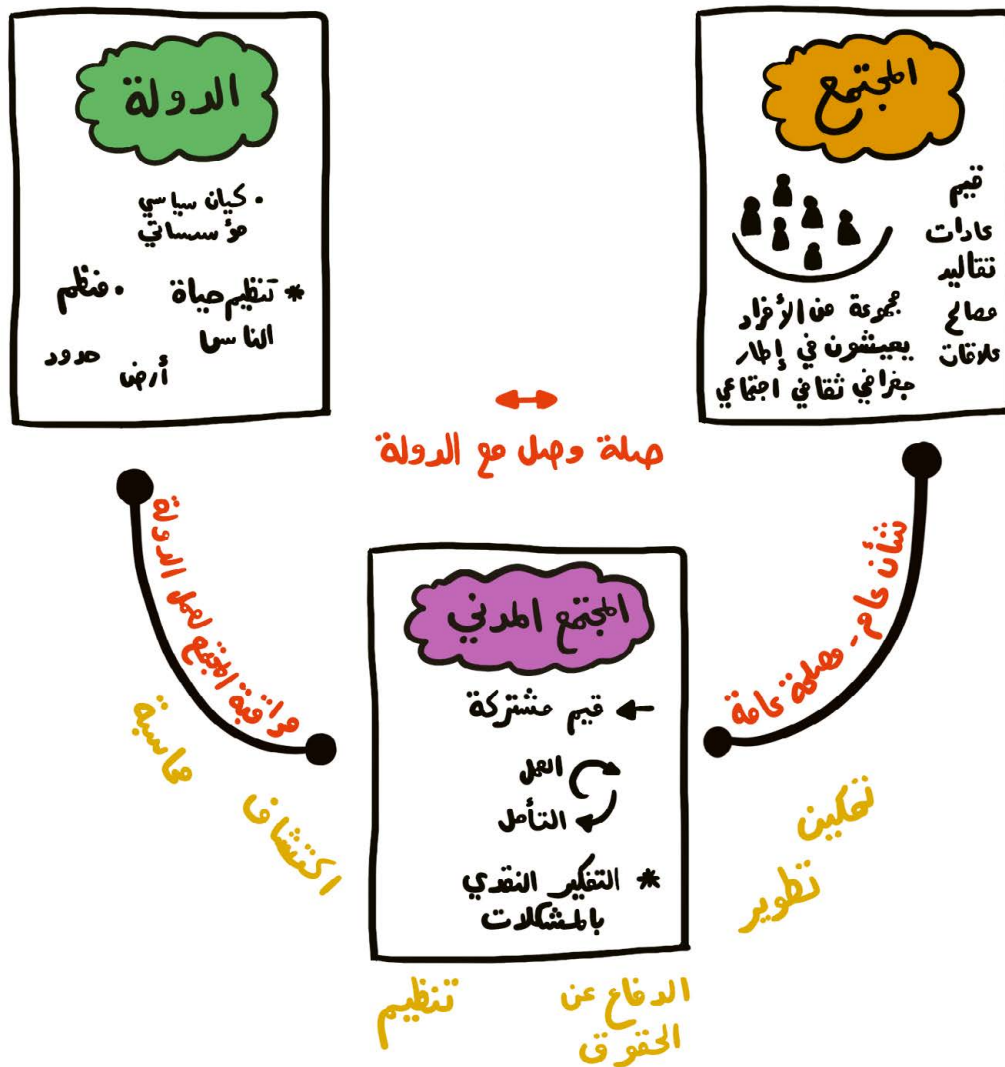 الدولة
• كيان سياسي
مؤسساتي
* تنظيم حياة
الناس
• منظم
حدود
أرض
المجتمع
قيم
عادات
تقاليد
مصالح
علاقات
مجموعة من الأفراد
يعيشون في إطار
جغرافي ثقافي اجتماعي
صلة وصل مع الدولة
مراقبة المجتمع لعمل الدولة
شأن عام - مصلحة عامة
المجتمع المدني
قيم مشتركة
العمل
التأمل
* التفكير النقدي
بالمشكلات
محاسبة
اكتشاف
تنظيم
الدفاع عن
الحقوق
تطوير
تمكين